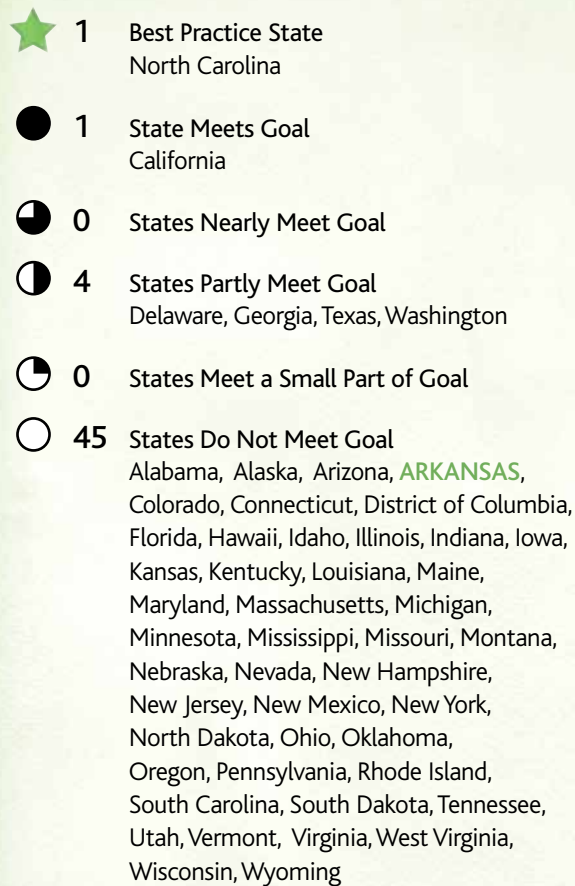 1 Best Practice State
North Carolina
1 State Meets Goal
California
0 States Nearly Meet Goal
4 States Partly Meet Goal
Delaware, Georgia, Texas, Washington
0 States Meet a Small Part of Goal
45 States Do Not Meet Goal
Alabama, Alaska, Arizona, ARKANSAS,
Colorado, Connecticut, District of Columbia,
Florida, Hawaii, Idaho, Illinois, Indiana, Iowa,
Kansas, Kentucky, Louisiana, Maine,
Maryland, Massachusetts, Michigan,
Minnesota, Mississippi, Missouri, Montana,
Nebraska, Nevada, New Hampshire,
New Jersey, New Mexico, New York,
North Dakota, Ohio, Oklahoma,
Oregon, Pennsylvania, Rhode Island,
South Carolina, South Dakota, Tennessee,
Utah, Vermont, Virginia, West Virginia,
Wisconsin, Wyoming